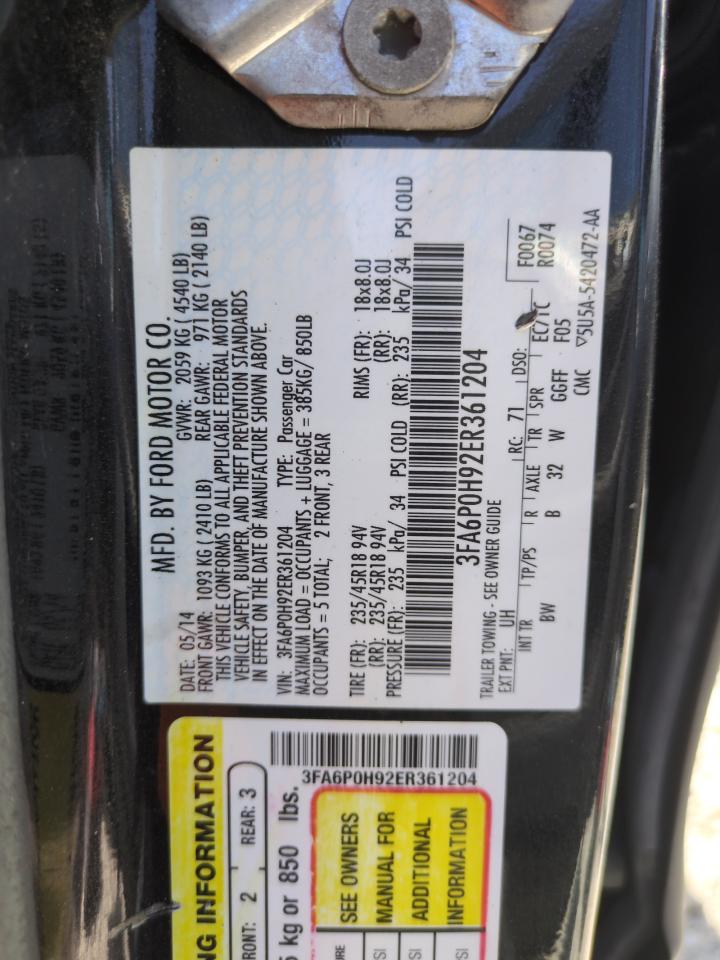 MFD. BY FORD MOTOR CO.
DATE: 05/14 GVWR: 2059 KG ( 4540 LB)
FRONT GAWR: 1093 KG (2410 LB) REAR GAWR: 971 KG ( 2140 LB)
THIS VEHICLE CONFORMS TO ALL APPLICABLE FEDERAL MOTOR
VEHICLE SAFETY, BUMPER, AND THEFT PREVENTION STANDARDS
IN EFFECT ON THE DATE OF MANUFACTURE SHOWN ABOVE.
VIN: 3FA6P0H92ER361204 TYPE: Passenger Car
MAXIMUM LOAD = OCCUPANTS + LUGGAGE = 385KG/ 850LB
OCCUPANTS = 5 TOTAL; 2 FRONT, 3 REAR
TIRE (FR): 235/45R18 94V RIMS (FR): 18x8.0J
(RR): 235/45R18 94V (RR): 18x8.0J
PRESSURE (FR): 235 kPa/ 34 PSI COLD (RR): 235 kPa/ 34 PSI COLD
3FA6P0H92ER361204
TRAILER TOWING - SEE OWNER GUIDE
EXT PNT: UH RC: 71 DSO: F0067
R0074
INT TR TP/PS R AXLE TR SPR EC/1C
BW B 32 W GGFF F05
CMC ▽5U5A-5420472-AA
NG INFORMATION
FRONT: 2 REAR: 3
5 kg or 850 lbs.
3FA6P0H92ER361204
SEE OWNERS
MANUAL FOR
ADDITIONAL
INFORMATION